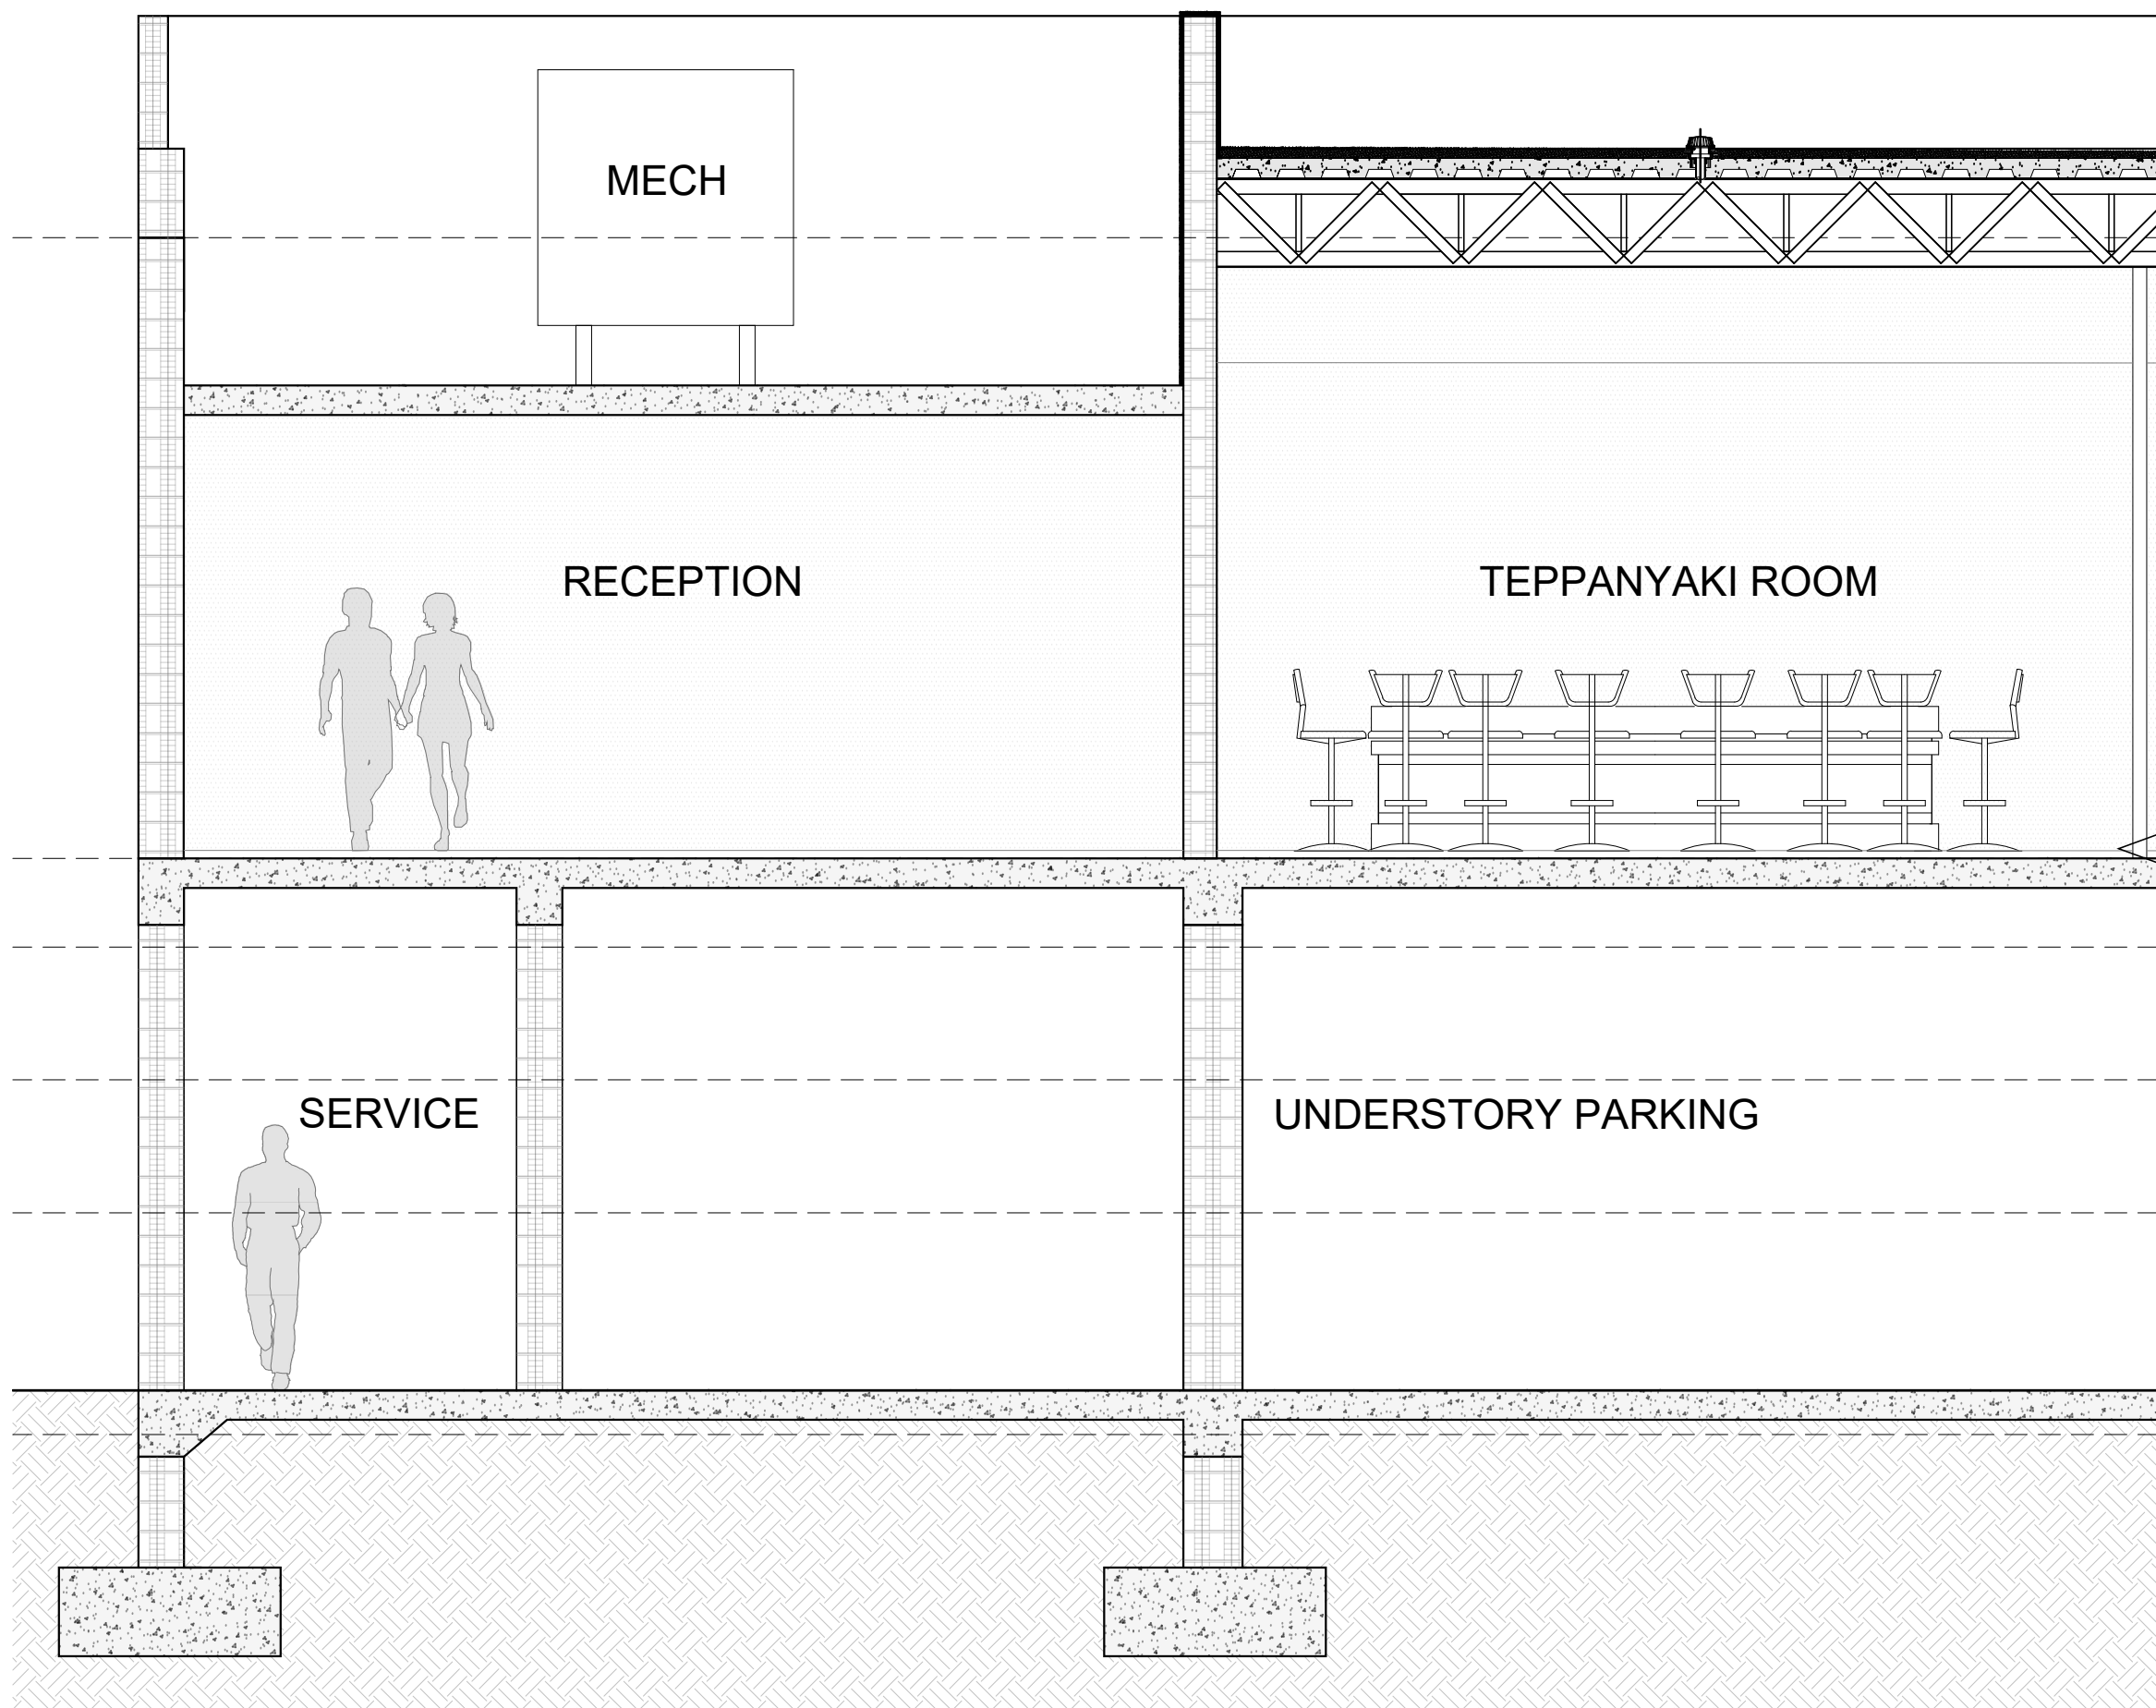 MECH
RECEPTION
TEPPANYAKI ROOM
SERVICE
UNDERSTORY PARKING